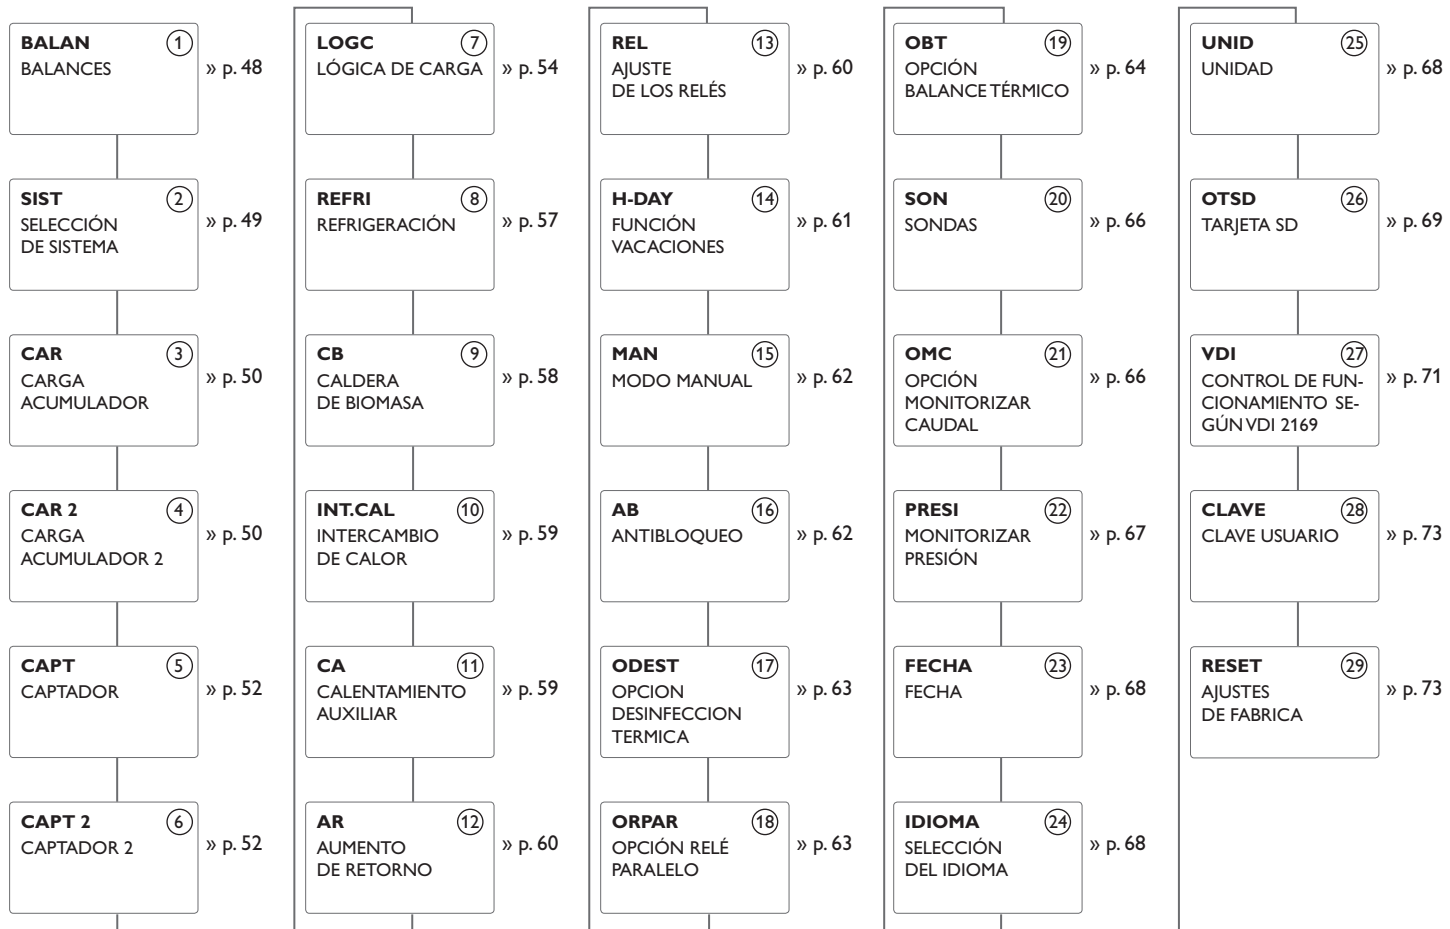 BALAN 1
BALANCES
» p. 48
SIST 2
SELECCIÓN
DE SISTEMA
» p. 49
CAR 3
CARGA
ACUMULADOR
» p. 50
CAR 2 4
CARGA
ACUMULADOR 2
» p. 50
CAPT 5
CAPTADOR
» p. 52
CAPT 2 6
CAPTADOR 2
» p. 52
LOGC 7
LÓGICA DE CARGA
» p. 54
REFRI 8
REFRIGERACIÓN
» p. 57
CB 9
CALDERA
DE BIOMASA
» p. 58
INT.CAL 10
INTERCAMBIO
DE CALOR
» p. 59
CA 11
CALENTAMIENTO
AUXILIAR
» p. 59
AR 12
AUMENTO
DE RETORNO
» p. 60
REL 13
AJUSTE
DE LOS RELÉS
» p. 60
H-DAY 14
FUNCIÓN
VACACIONES
» p. 61
MAN 15
MODO MANUAL
» p. 62
AB 16
ANTIBLOQUEO
» p. 62
ODEST 17
OPCION
DESINFECCION
TERMICA
» p. 63
ORPAR 18
OPCIÓN RELÉ
PARALELO
» p. 63
OBT 19
OPCIÓN
BALANCE TÉRMICO
» p. 64
SON 20
SONDAS
» p. 66
OMC 21
OPCIÓN
MONITORIZAR
CAUDAL
» p. 66
PRESI 22
MONITORIZAR
PRESIÓN
» p. 67
FECHA 23
FECHA
» p. 68
IDIOMA 24
SELECCIÓN
DEL IDIOMA
» p. 68
UNID 25
UNIDAD
» p. 68
OTSD 26
TARJETA SD
» p. 69
VDI 27
CONTROL DE FUN-
CIONAMIENTO SE-
GÚN VDI 2169
» p. 71
CLAVE 28
CLAVE USUARIO
» p. 73
RESET 29
AJUSTES
DE FABRICA
» p. 73